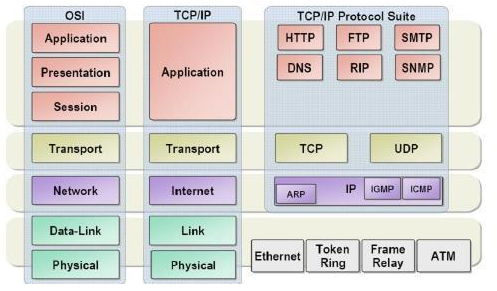 OSI
TCP/IP
TCP/IP Protocol Suite
Application
Presentation
Session
Application
HTTP
FTP
SMTP
DNS
RIP
SNMP
Transport
Transport
TCP
UDP
Network
Internet
ARP
IP
IGMP
ICMP
Data-Link
Link
Physical
Physical
Ethernet
Token
Ring
Frame
Relay
ATM